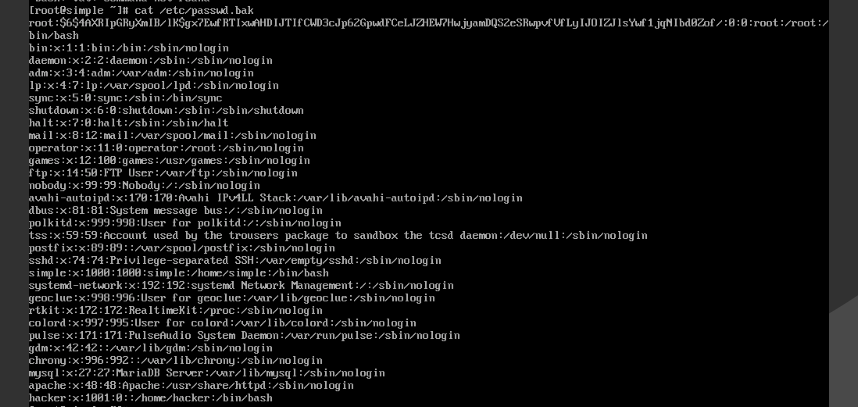 [root@simple ~]# cat /etc/passwd.bak
bin/bash
bin:x:1:1:bin:/bin:/sbin/nologin
daemon:x:2:2:daemon:/sbin:/sbin/nologin
adm:x:3:4:adm:/var/adm:/sbin/nologin
lp:x:4:7:lp:/var/spool/lpd:/sbin/nologin
sync:x:5:0:sync:/sbin:/bin/sync
shutdown:x:6:0:shutdown:/sbin:/sbin/shutdown
halt:x:7:0:halt:/sbin:/sbin/halt
mail:x:8:12:mail:/var/spool/mail:/sbin/nologin
operator:x:11:0:operator:/root:/sbin/nologin
games:x:12:100:games:/usr/games:/sbin/nologin
ftp:x:14:50:FTP User:/var/ftp:/sbin/nologin
nobody:x:99:99:Nobody:/:/sbin/nologin
avahi-autoipd:x:170:170:Avahi IPv4LL Stack:/var/lib/avahi-autoipd:/sbin/nologin
dbus:x:81:81:System message bus:/:/sbin/nologin
polkitd:x:999:998:User for polkitd:/:/sbin/nologin
tss:x:59:59:Account used by the trousers package to sandbox the tcsd daemon:/dev/null:/sbin/nologin
postfix:x:89:89::/var/spool/postfix:/sbin/nologin
sshd:x:74:74:Privilege-separated SSH:/var/empty/sshd:/sbin/nologin
simple:x:1000:1000:simple:/home/simple:/bin/bash
systemd-network:x:192:192:systemd Network Management:/:/sbin/nologin
geoclue:x:998:996:User for geoclue:/var/lib/geoclue:/sbin/nologin
rtkit:x:172:172:RealtimeKit:/proc:/sbin/nologin
colord:x:997:995:User for colord:/var/lib/colord:/sbin/nologin
pulse:x:171:171:PulseAudio System Daemon:/var/run/pulse:/sbin/nologin
gdm:x:42:42::/var/lib/gdm:/sbin/nologin
chrony:x:996:992::/var/lib/chrony:/sbin/nologin
mysql:x:27:27:MariaDB Server:/var/lib/mysql:/sbin/nologin
apache:x:48:48:Apache:/usr/share/httpd:/sbin/nologin
hacker:x:1001:0::/home/hacker:/bin/bash